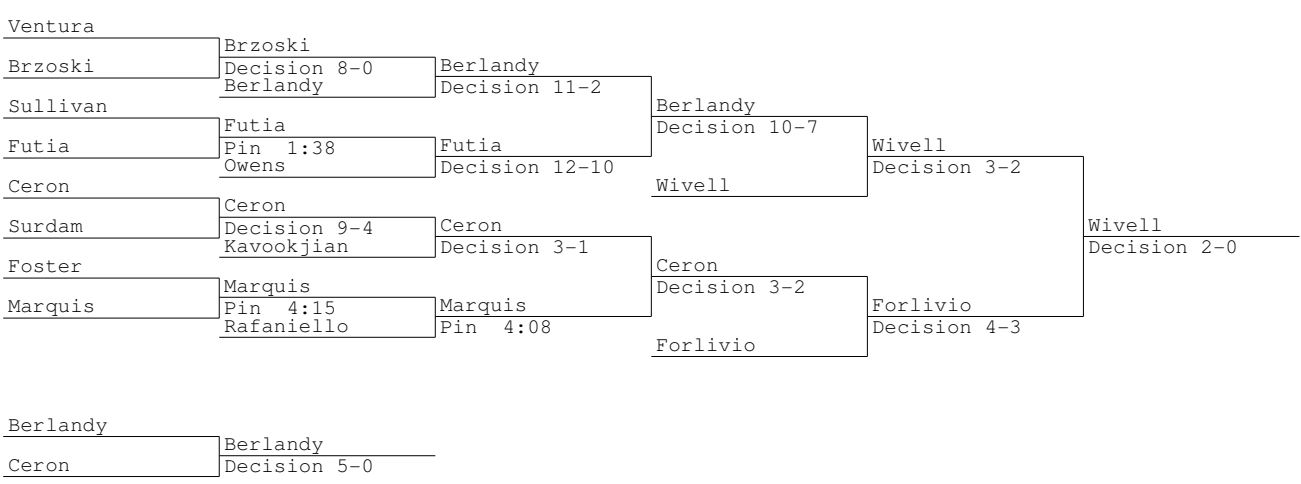 Ventura
Brzoski
Brzoski
Decision 8-0
Berlandy
Berlandy
Decision 11-2
Sullivan
Futia
Futia
Pin  1:38
Owens
Futia
Decision 12-10
Berlandy
Decision 10-7
Wivell
Wivell
Decision 3-2
Ceron
Surdam
Ceron
Decision 9-4
Kavookjian
Ceron
Decision 3-1
Foster
Marquis
Marquis
Pin  4:15
Rafaniello
Marquis
Pin  4:08
Ceron
Decision 3-2
Forlivio
Forlivio
Decision 4-3
Wivell
Decision 2-0
Berlandy
Ceron
Berlandy
Decision 5-0